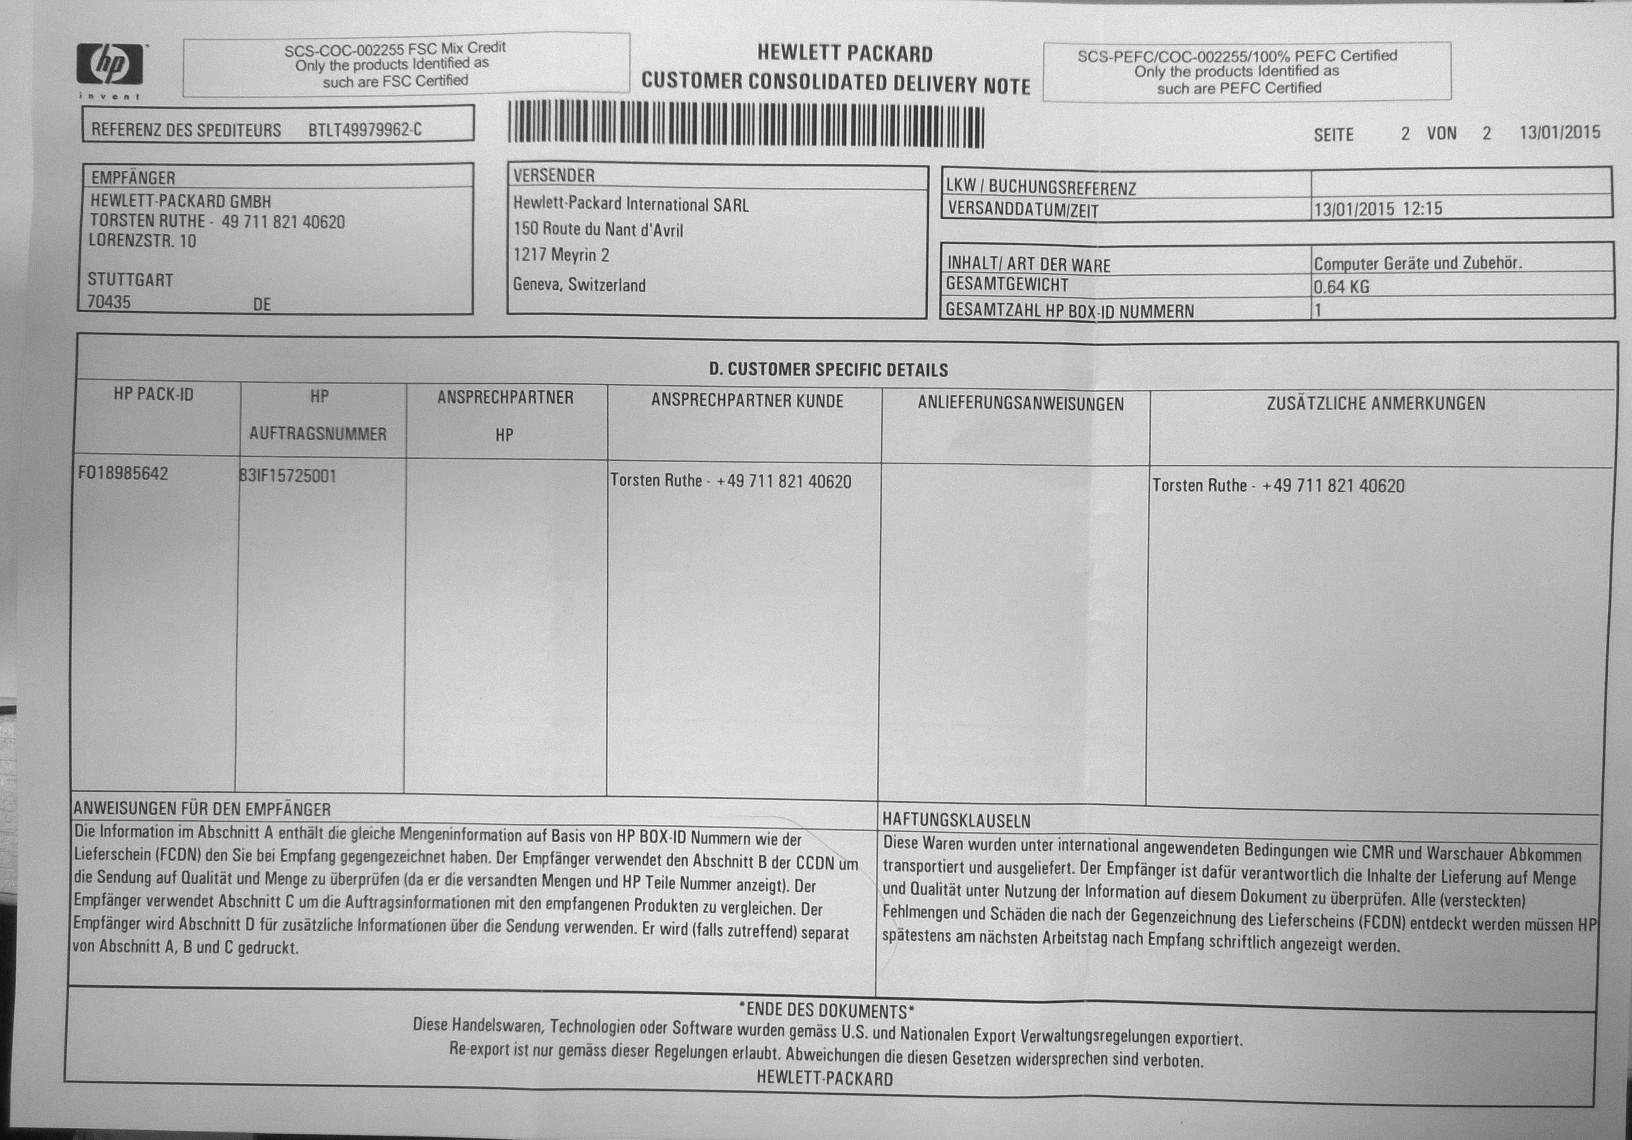 hp
invent
SCS-COC-002255 FSC Mix Credit
Only the products Identified as
such are FSC Certified
HEWLETT PACKARD
CUSTOMER CONSOLIDATED DELIVERY NOTE
SCS-PEFC/COC-002255/100% PEFC Certified
Only the products Identified as
such are PEFC Certified
REFERENZ DES SPEDITEURS BTLT49979962-C
SEITE 2 VON 2 13/01/2015
EMPFÄNGER
HEWLETT-PACKARD GMBH
TORSTEN RUTHE - 49 711 821 40620
LORENZSTR. 10
STUTTGART
70435 DE
VERSENDER
Hewlett-Packard International SARL
150 Route du Nant d'Avril
1217 Meyrin 2
Geneva, Switzerland
LKW / BUCHUNGSREFERENZ
VERSANDDATUM/ZEIT 13/01/2015 12:15
INHALT/ ART DER WARE Computer Geräte und Zubehör.
GESAMTGEWICHT 0.64 KG
GESAMTZAHL HP BOX-ID NUMMERN 1
D. CUSTOMER SPECIFIC DETAILS
HP PACK-ID
HP
AUFTRAGSNUMMER
ANSPRECHPARTNER
HP
ANSPRECHPARTNER KUNDE
ANLIEFERUNGSANWEISUNGEN
ZUSÄTZLICHE ANMERKUNGEN
F018985642
83IF15725001
Torsten Ruthe - +49 711 821 40620
Torsten Ruthe - +49 711 821 40620
ANWEISUNGEN FÜR DEN EMPFÄNGER
Die Information im Abschnitt A enthält die gleiche Mengeninformation auf Basis von HP BOX-ID Nummern wie der
Lieferschein (FCDN) den Sie bei Empfang gegengezeichnet haben. Der Empfänger verwendet den Abschnitt B der CCDN um
die Sendung auf Qualität und Menge zu überprüfen (da er die versandten Mengen und HP Teile Nummer anzeigt). Der
Empfänger verwendet Abschnitt C um die Auftragsinformationen mit den empfangenen Produkten zu vergleichen. Der
Empfänger wird Abschnitt D für zusätzliche Informationen über die Sendung verwenden. Er wird (falls zutreffend) separat
von Abschnitt A, B und C gedruckt.
HAFTUNGSKLAUSELN
Diese Waren wurden unter international angewendeten Bedingungen wie CMR und Warschauer Abkommen
transportiert und ausgeliefert. Der Empfänger ist dafür verantwortlich die Inhalte der Lieferung auf Menge
und Qualität unter Nutzung der Information auf diesem Dokument zu überprüfen. Alle (versteckten)
Fehlmengen und Schäden die nach der Gegenzeichnung des Lieferscheins (FCDN) entdeckt werden müssen HP
spätestens am nächsten Arbeitstag nach Empfang schriftlich angezeigt werden.
*ENDE DES DOKUMENTS*
Diese Handelswaren, Technologien oder Software wurden gemäss U.S. und Nationalen Export Verwaltungsregelungen exportiert.
Re-export ist nur gemäss dieser Regelungen erlaubt. Abweichungen die diesen Gesetzen widersprechen sind verboten.
HEWLETT-PACKARD